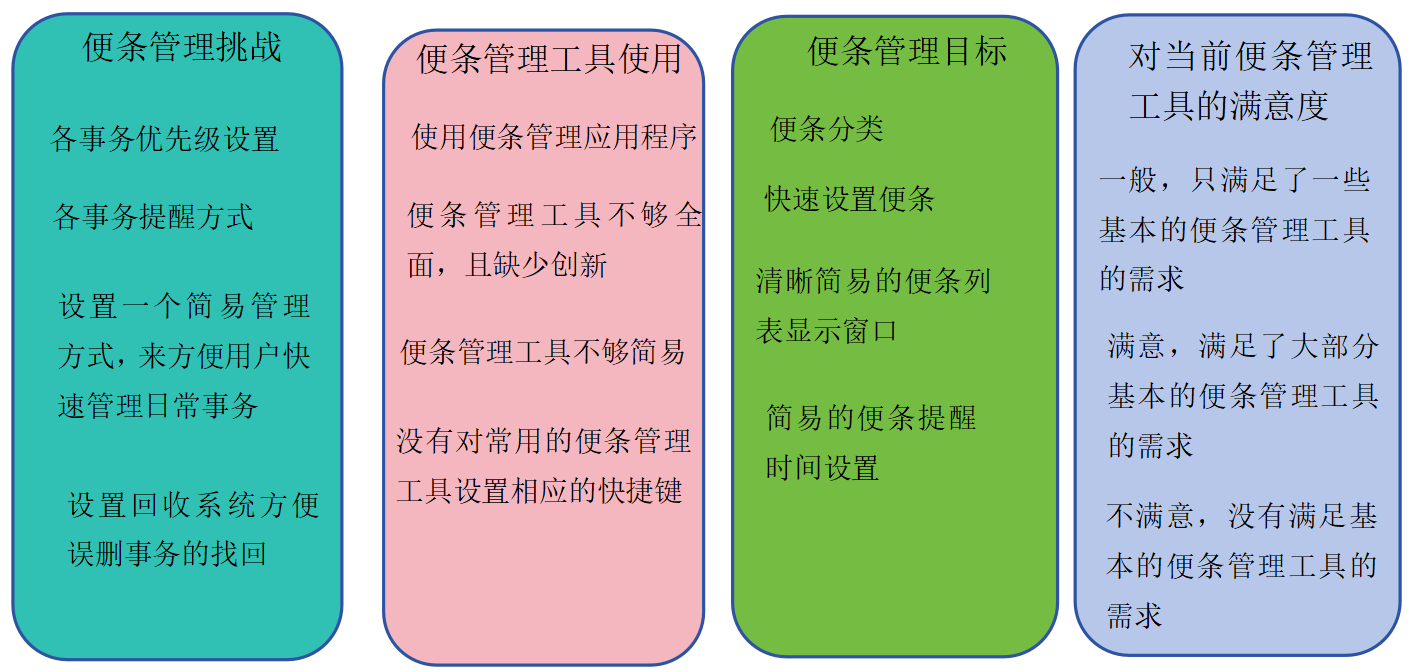 便条管理挑战
各事务优先级设置
各事务提醒方式
设置一个简易管理
方式，来方便用户快
速管理日常事务
设置回收系统方便
误删事务的找回
便条管理工具使用
使用便条管理应用程序
便条管理工具不够全
面，且缺少创新
便条管理工具不够简易
没有对常用的便条管理
工具设置相应的快捷键
便条管理目标
便条分类
快速设置便条
清晰简易的便条列
表显示窗口
简易的便条提醒
时间设置
对当前便条管理
工具的满意度
一般，只满足了一些
基本的便条管理工具
的需求
满意，满足了大部分
基本的便条管理工具
的需求
不满意，没有满足基
本的便条管理工具的
需求